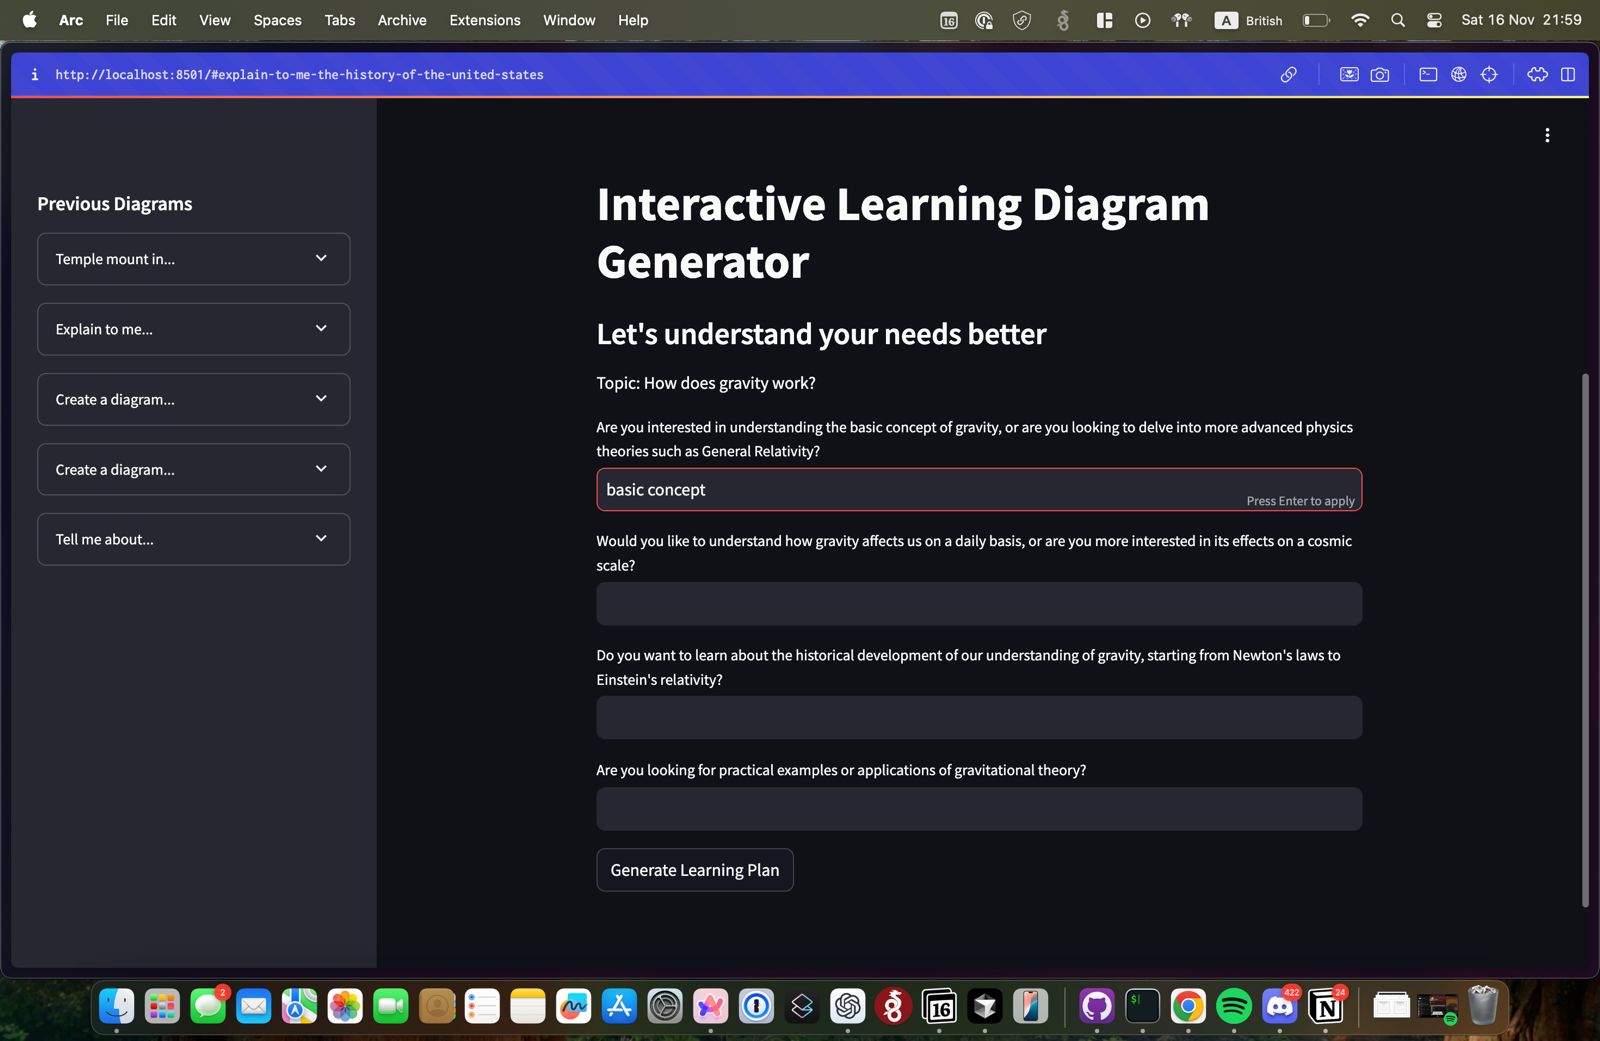 Arc File Edit View Spaces Tabs Archive Extensions Window Help 16 A British Sat 16 Nov 21:59
http://localhost:8501/#explain-to-me-the-history-of-the-united-states
Previous Diagrams
Temple mount in...
Explain to me...
Create a diagram...
Create a diagram...
Tell me about...
Interactive Learning Diagram
Generator
Let's understand your needs better
Topic: How does gravity work?
Are you interested in understanding the basic concept of gravity, or are you looking to delve into more advanced physics
theories such as General Relativity?
basic concept
Press Enter to apply
Would you like to understand how gravity affects us on a daily basis, or are you more interested in its effects on a cosmic
scale?
Do you want to learn about the historical development of our understanding of gravity, starting from Newton's laws to
Einstein's relativity?
Are you looking for practical examples or applications of gravitational theory?
Generate Learning Plan
2 16 $ 422 24